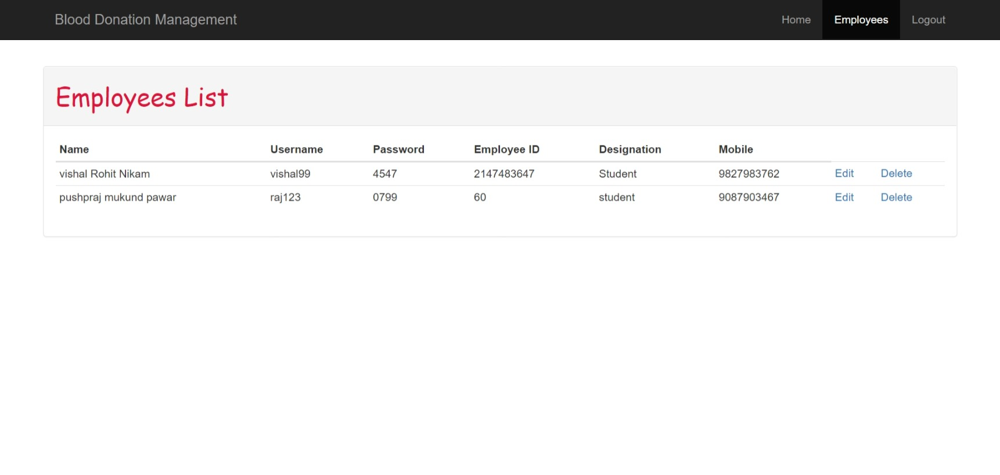 Blood Donation Management Home Employees Logout
Employees List
Name Username Password Employee ID Designation Mobile
vishal Rohit Nikam vishal99 4547 2147483647 Student 9827983762 Edit Delete
pushpraj mukund pawar raj123 0799 60 student 9087903467 Edit Delete